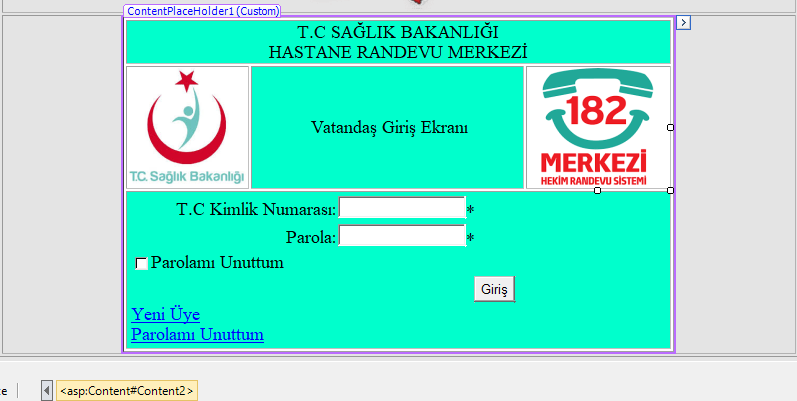 ContentPlaceHolder1 (Custom)
T.C SAĞLIK BAKANLIĞI
HASTANE RANDEVU MERKEZİ
T.C. Sağlık Bakanlığı
Vatandaş Giriş Ekranı
182
MERKEZİ
HEKİM RANDEVU SİSTEMİ
T.C Kimlik Numarası: *
Parola: *
Parolamı Unuttum
Giriş
Yeni Üye
Parolamı Unuttum
<asp:Content#Content2>